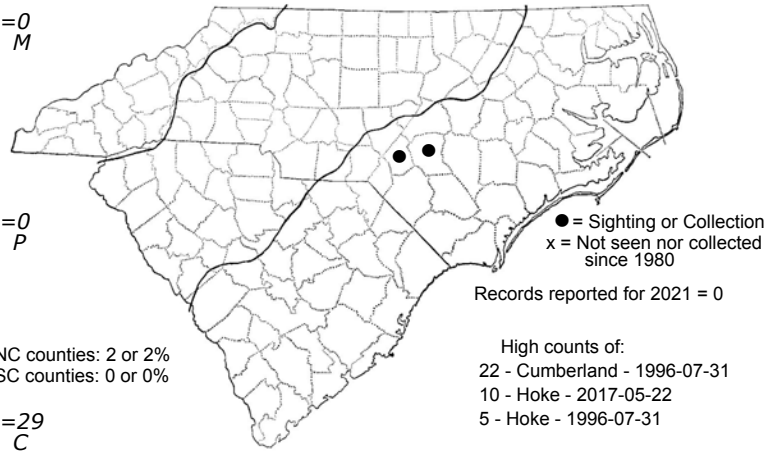 =0
M
=0
P
● = Sighting or Collection
x = Not seen nor collected
since 1980
Records reported for 2021 = 0
NC counties: 2 or 2%
SC counties: 0 or 0%
High counts of:
22 - Cumberland - 1996-07-31
10 - Hoke - 2017-05-22
5 - Hoke - 1996-07-31
=29
C